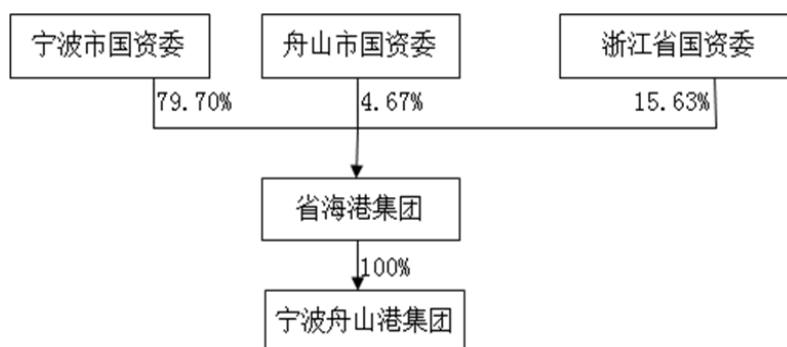 宁波市国资委
舟山市国资委
浙江省国资委
79.70%
4.67%
15.63%
省海港集团
100%
宁波舟山港集团